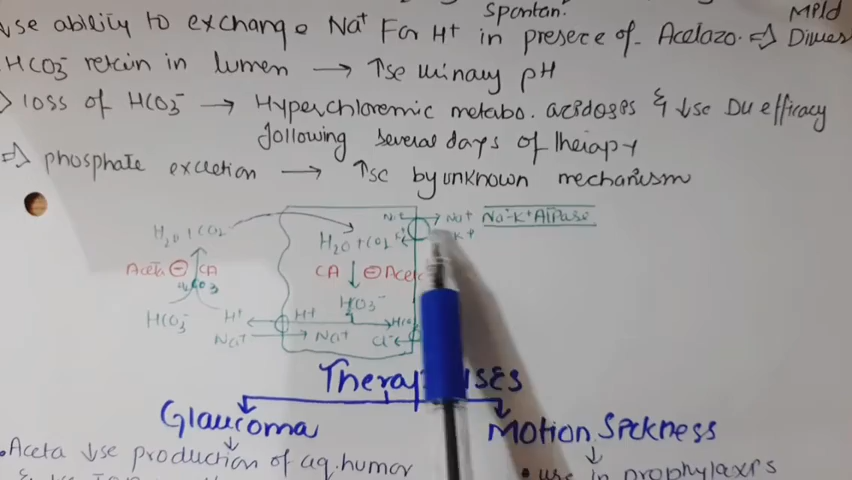 spontan.
MPld
↓se ability to exchange Na⁺ For H⁺ in presece of Acetazo. ⇒ Diures
HCO3⁻ retain in lumen → ↑se urinary pH
loss of HCO3⁻ → Hyperchloremic metabo. acidoses & ↓se Du efficacy
following several days of therapy
⇒ phosphate excretion → ↑se by unknown mechanism
Na⁺ Na⁺-K⁺ATPase
H2O+CO2 H2O+CO2 K⁺ K⁺
Aceta ⊖ CA CA ⊖ Aceta
HCO3⁻
HCO3⁻ H⁺ H⁺
Na⁺ Na⁺ Cl⁻
Glaucoma Motion Sickness
• Aceta ↓se production of aq. humor
• use in prophylaxis